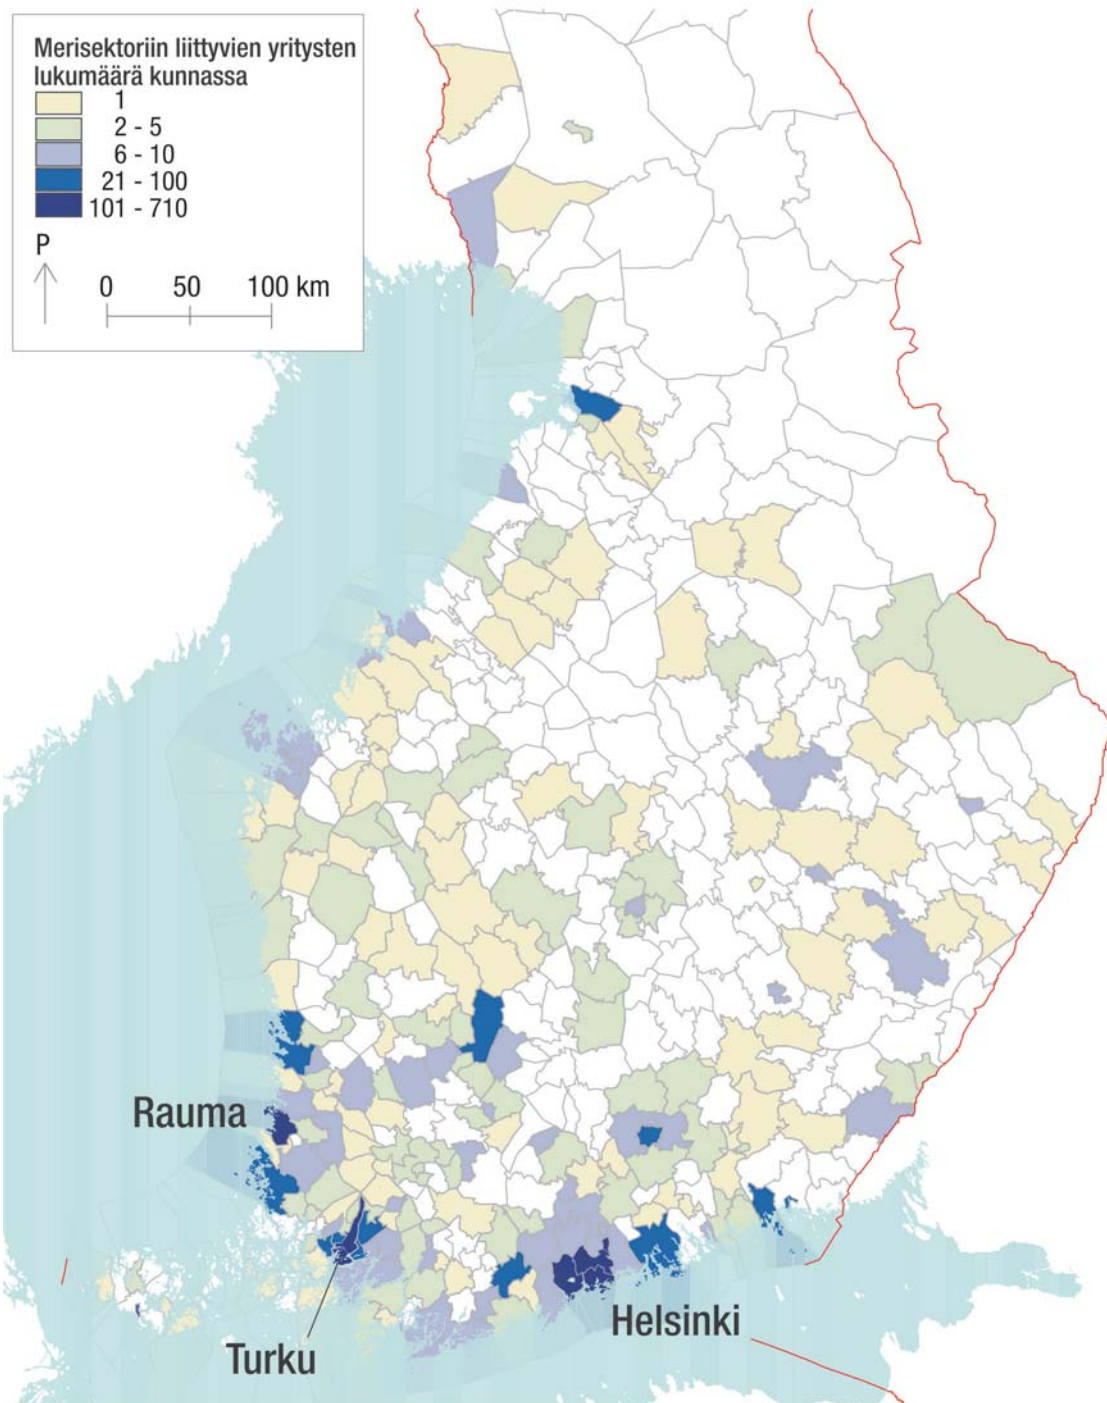 Merisektoriin liittyvien yritysten
lukumäärä kunnassa
1
2 - 5
6 - 10
21 - 100
101 - 710
P
0 50 100 km
Rauma
Turku
Helsinki